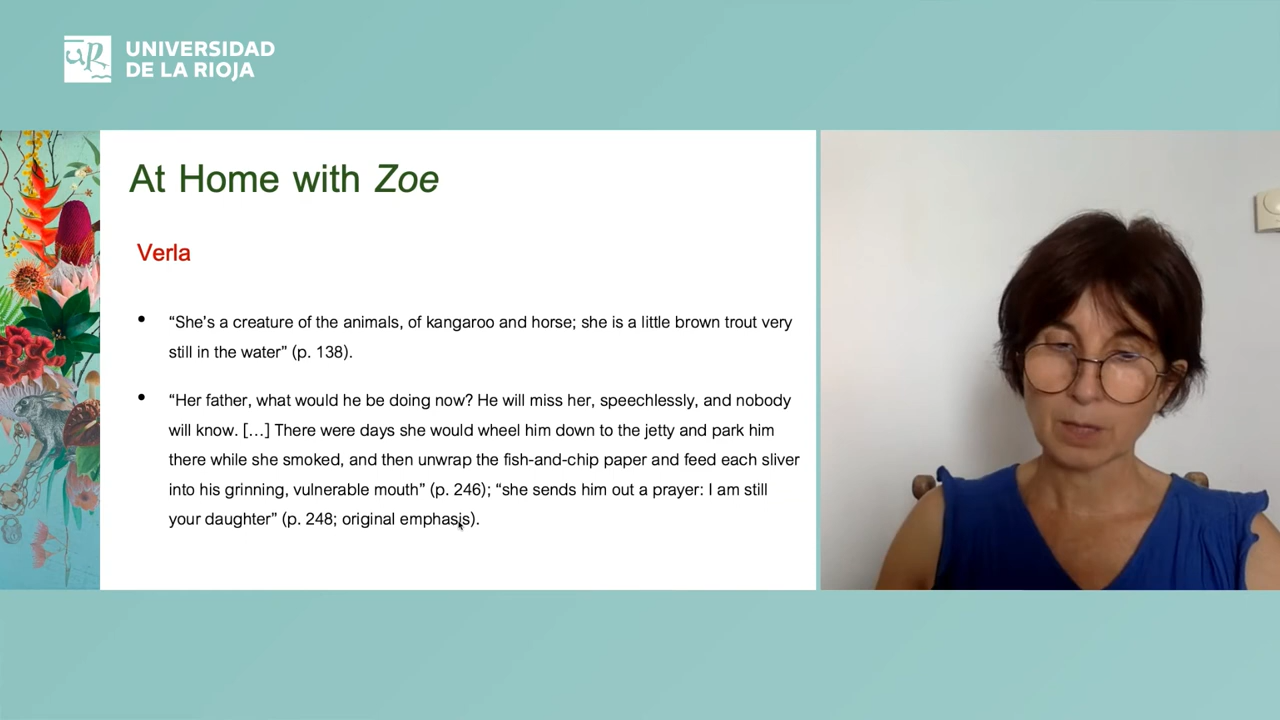 UNIVERSIDAD
DE LA RIOJA
At Home with Zoe
Verla
• “She’s a creature of the animals, of kangaroo and horse; she is a little brown trout very
still in the water” (p. 138).
• “Her father, what would he be doing now? He will miss her, speechlessly, and nobody
will know. […] There were days she would wheel him down to the jetty and park him
there while she smoked, and then unwrap the fish-and-chip paper and feed each sliver
into his grinning, vulnerable mouth” (p. 246); “she sends him out a prayer: I am still
your daughter” (p. 248; original emphasis).